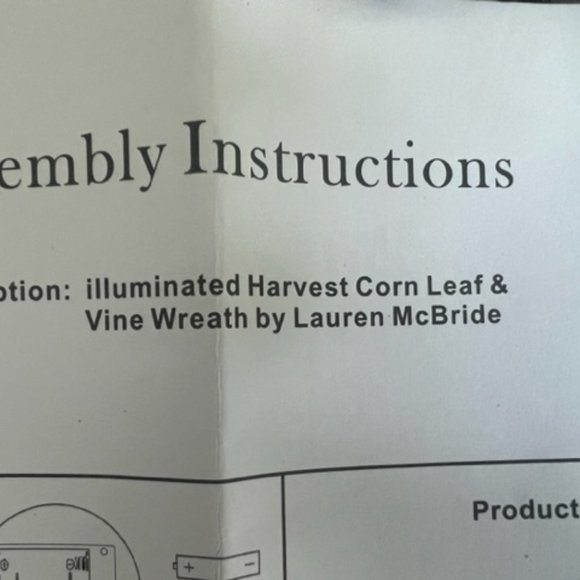 embly Instructions
ption: illuminated Harvest Corn Leaf &
Vine Wreath by Lauren McBride
Product
+ −